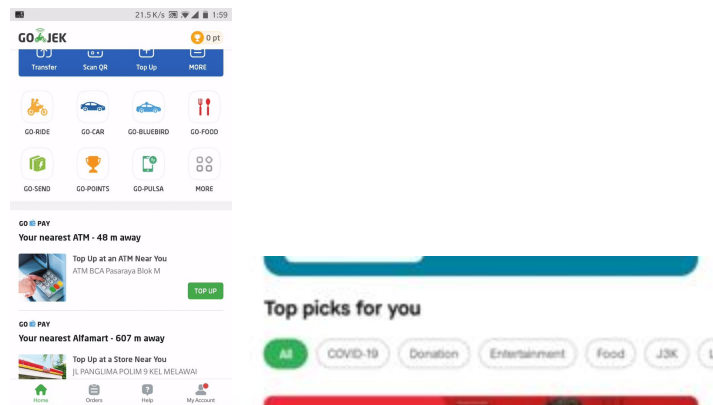 21.5 K/s 1:59
GO-JEK 0 pt
Transfer Scan QR Top Up MORE
GO-RIDE GO-CAR GO-BLUEBIRD GO-FOOD
GO-SEND GO-POINTS GO-PULSA MORE
GO PAY
Your nearest ATM - 48 m away
Top Up at an ATM Near You
ATM BCA Pasaraya Blok M
TOP UP
GO PAY
Your nearest Alfamart - 607 m away
Top Up at a Store Near You
JL PANGLIMA POLIM 9 KEL MELAWAI
Home Orders Help My Account
Top picks for you
All COVID-19 Donation Entertainment Food J3K